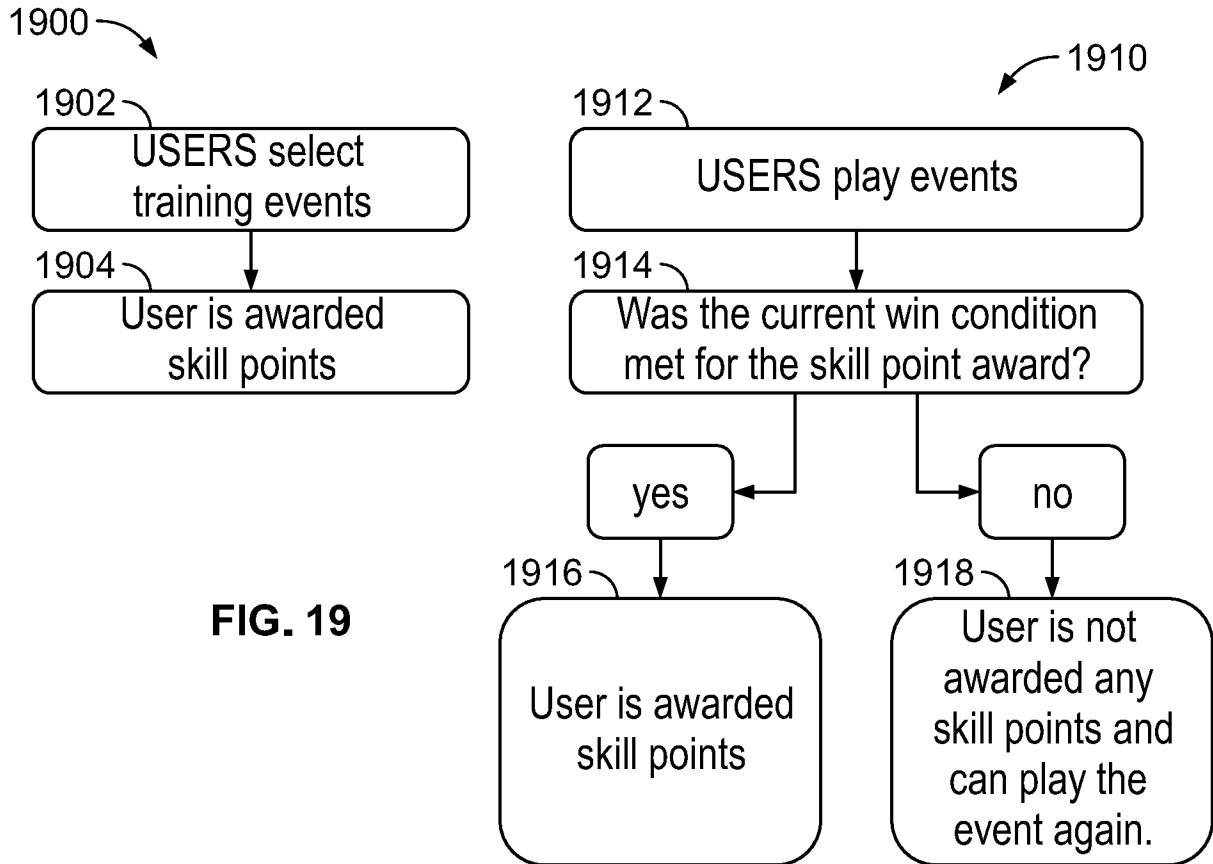 1900
1910
1902
USERS select
training events
1904
User is awarded
skill points
1912
USERS play events
1914
Was the current win condition
met for the skill point award?
yes
no
1916
User is awarded
skill points
1918
User is not
awarded any
skill points and
can play the
event again.
FIG. 19